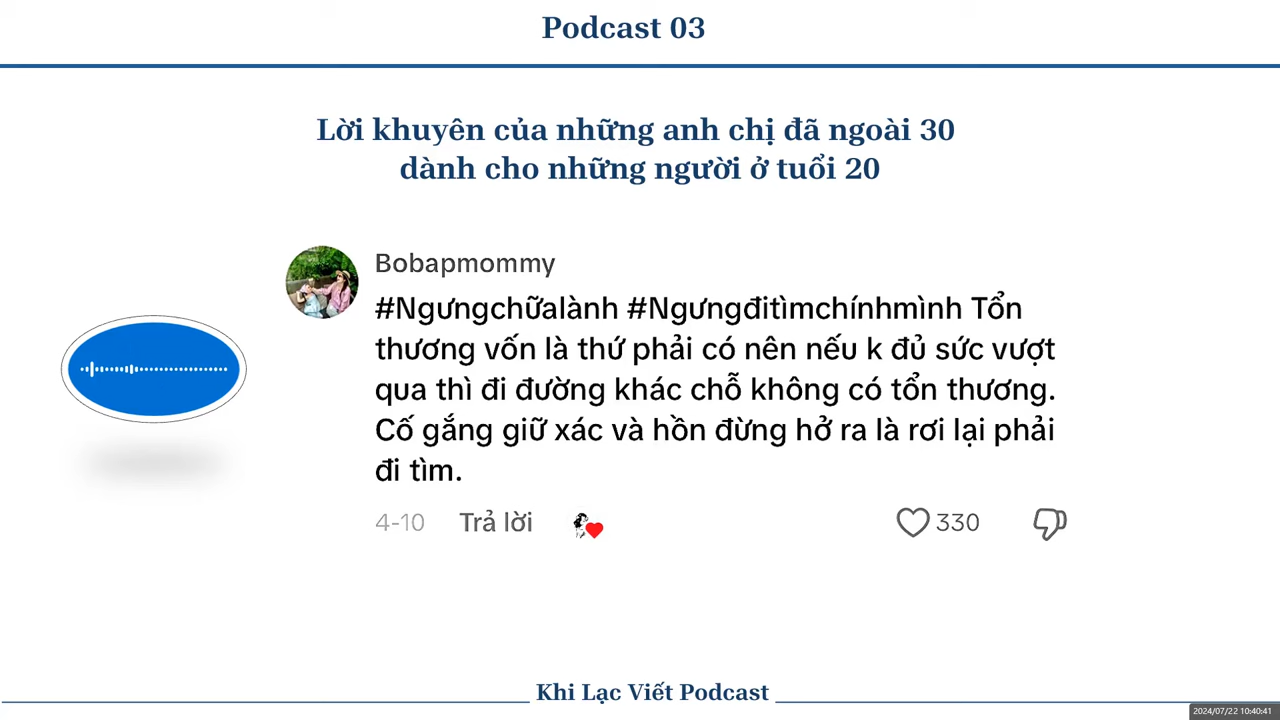 Podcast 03
Lời khuyên của những anh chị đã ngoài 30
dành cho những người ở tuổi 20
Bobapmommy
#Ngưngchữalành #Ngưngđitìmchínhmình Tổn
thương vốn là thứ phải có nên nếu k đủ sức vượt
qua thì đi đường khác chỗ không có tổn thương.
Cố gắng giữ xác và hồn đừng hở ra là rơi lại phải
đi tìm.
4-10 Trả lời 330
Khi Lạc Viết Podcast
2024/07/22 10:40:41